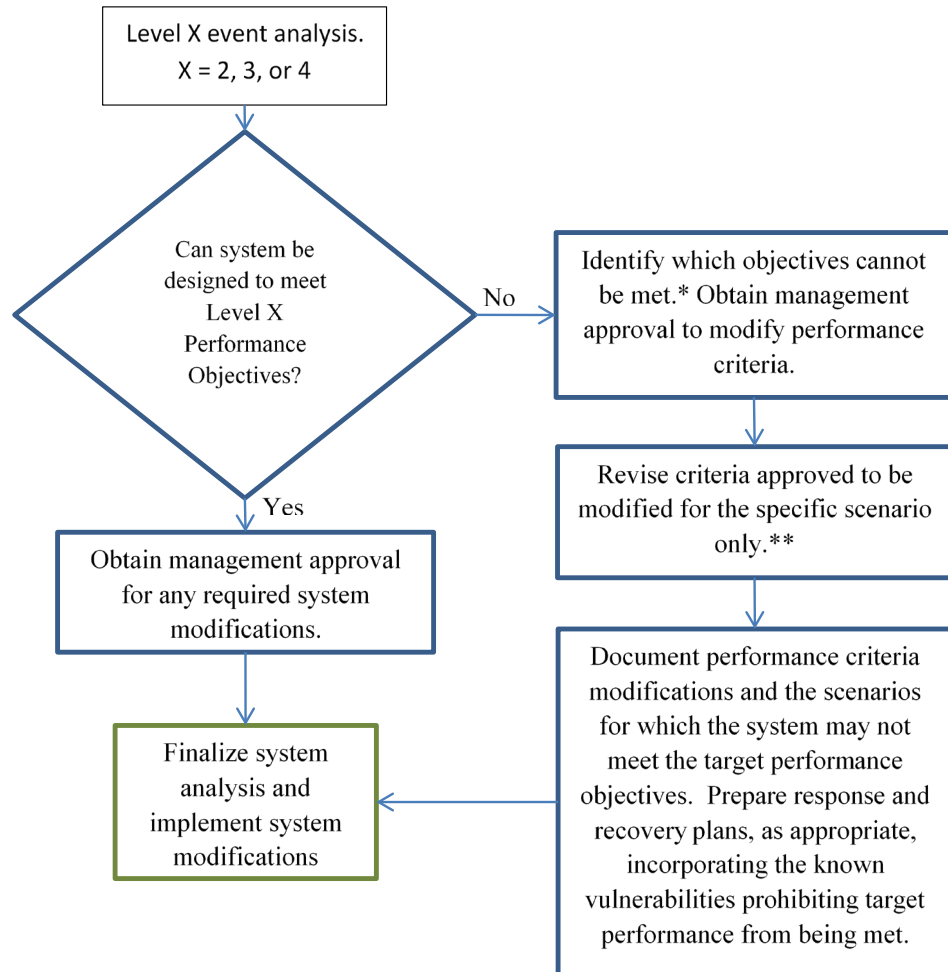 Level X event analysis.
X = 2, 3, or 4
Can system be
designed to meet
Level X
Performance
Objectives?
No
Identify which objectives cannot
be met.* Obtain management
approval to modify performance
criteria.
Yes
Revise criteria approved to be
modified for the specific scenario
only.**
Obtain management approval
for any required system
modifications.
Document performance criteria
modifications and the scenarios
for which the system may not
meet the target performance
objectives.  Prepare response and
recovery plans, as appropriate,
incorporating the known
vulnerabilities prohibiting target
performance from being met.
Finalize system
analysis and
implement system
modifications